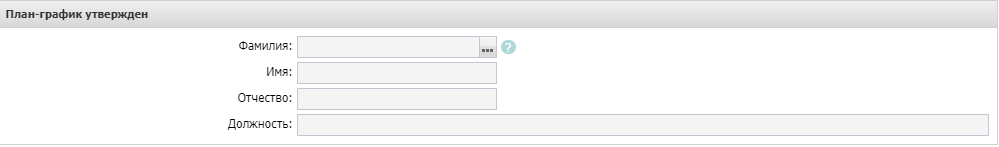 План-график утвержден
Фамилия: ... ?
Имя:
Отчество:
Должность: